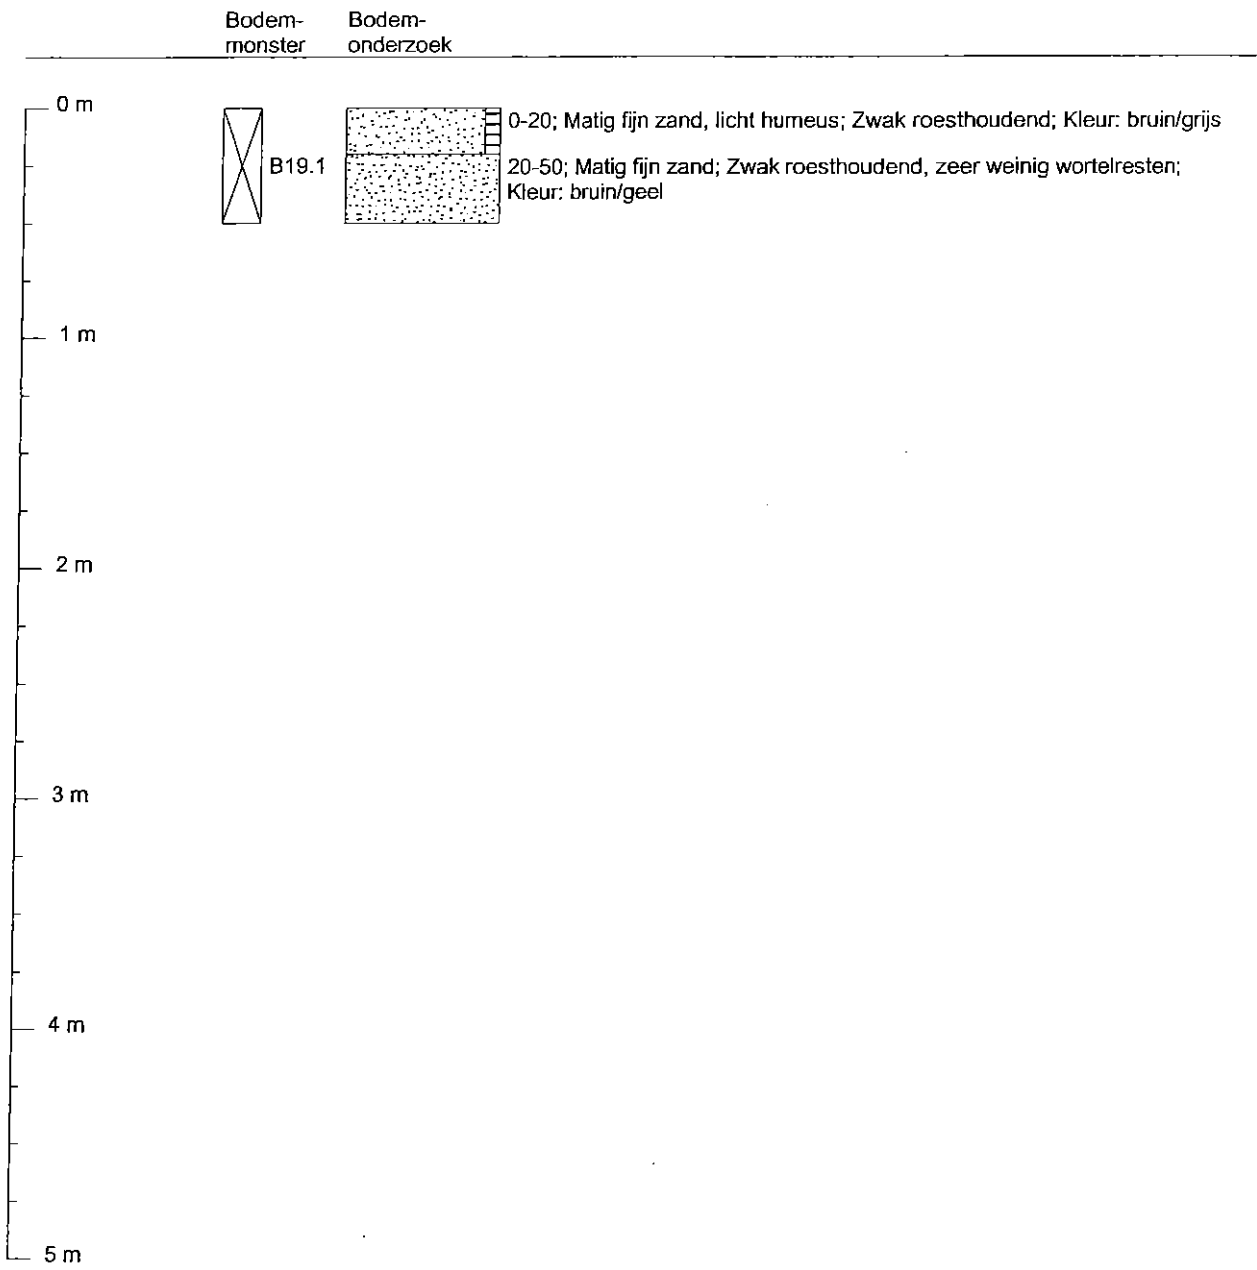 Bodem-
monster
Bodem-
onderzoek
0 m
0-20; Matig fijn zand, licht humeus; Zwak roesthoudend; Kleur: bruin/grijs
B19.1
20-50; Matig fijn zand; Zwak roesthoudend, zeer weinig wortelresten;
Kleur: bruin/geel
1 m
2 m
3 m
4 m
5 m